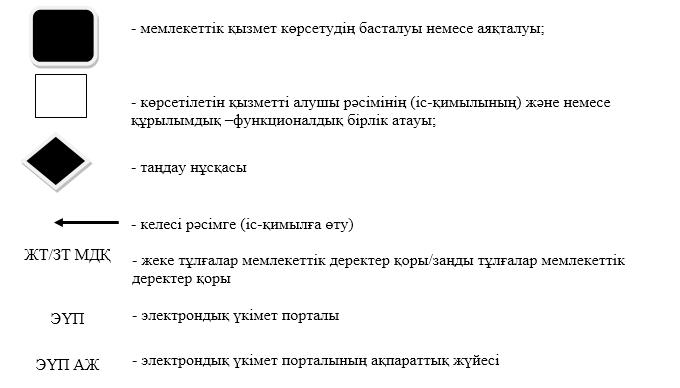 - мемлекеттік қызмет көрсетудің басталуы немесе аяқталуы;
- көрсетілетін қызметті алушы рәсімінің (іс-қимылының) және немесе
құрылымдық –функционалдық бірлік атауы;
- таңдау нұсқасы
- келесі рәсімге (іс-қимылға өту)
ЖТ/ЗТ МДҚ
- жеке тұлғалар мемлекеттік деректер қоры/заңды тұлғалар мемлекеттік
деректер қоры
ЭҮП
- электрондық үкімет порталы
ЭҮП АЖ
- электрондық үкімет порталының ақпараттық жүйесі